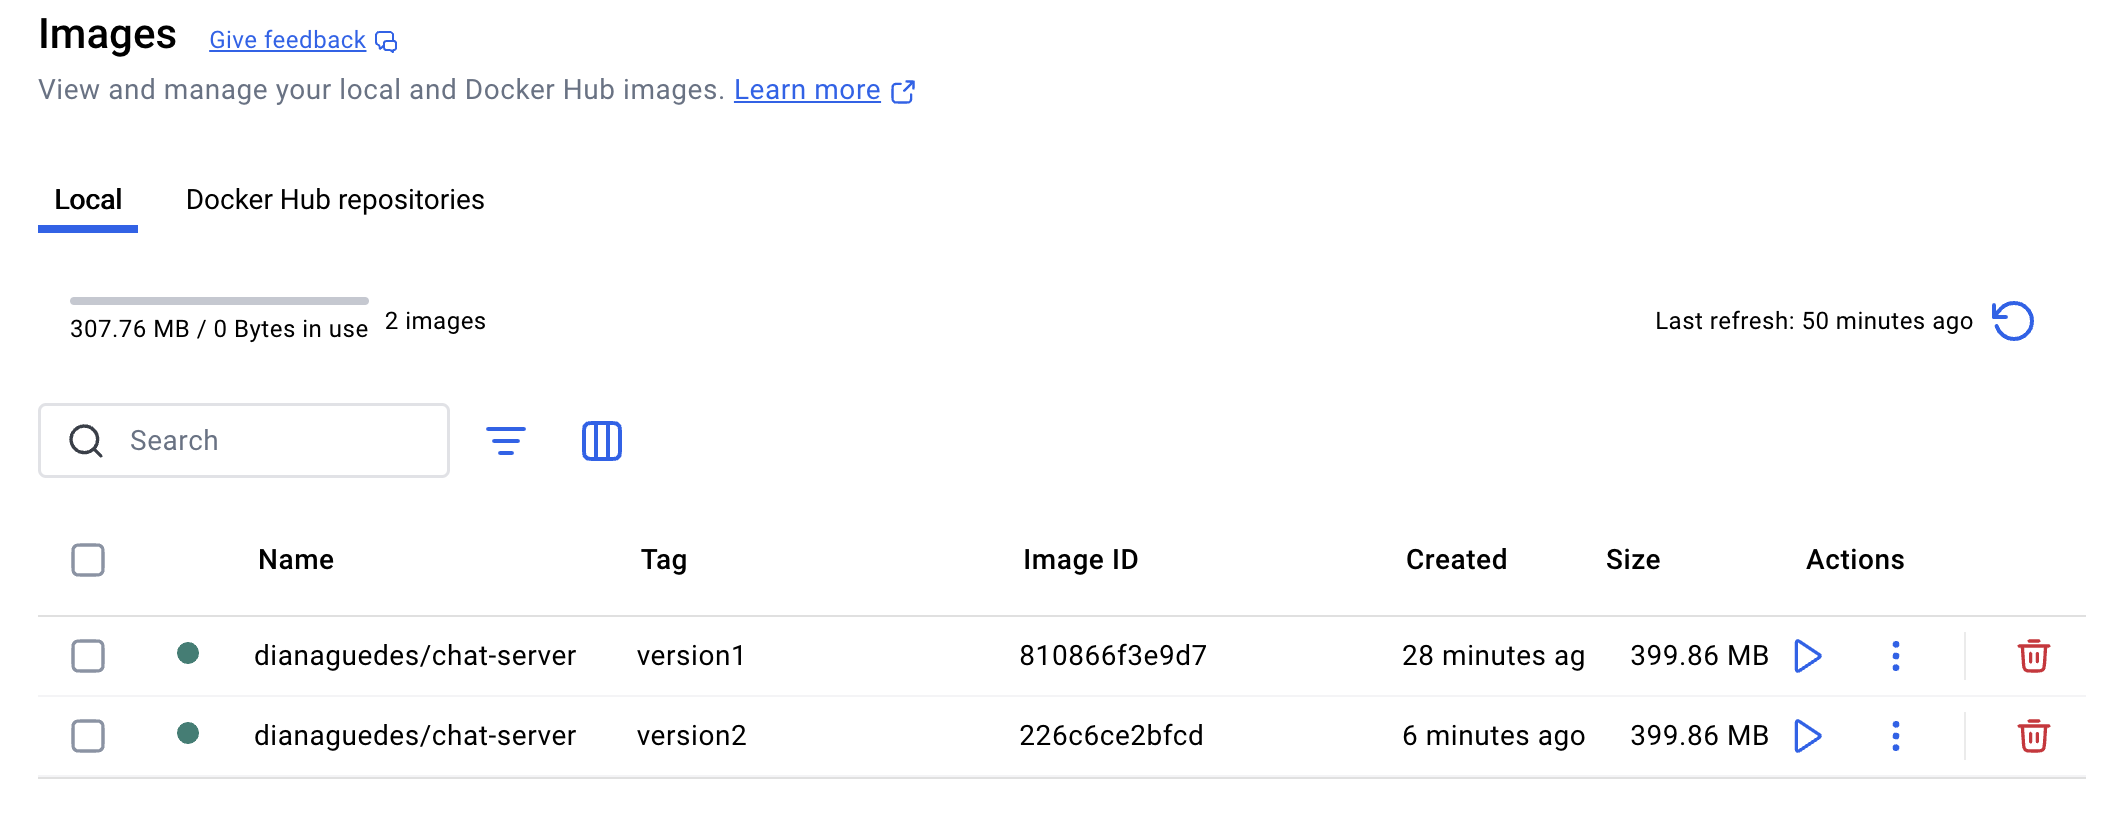 Images Give feedback
View and manage your local and Docker Hub images. Learn more
Local Docker Hub repositories
307.76 MB / 0 Bytes in use 2 images Last refresh: 50 minutes ago
Search
Name Tag Image ID Created Size Actions
dianaguedes/chat-server version1 810866f3e9d7 28 minutes ag 399.86 MB
dianaguedes/chat-server version2 226c6ce2bfcd 6 minutes ago 399.86 MB